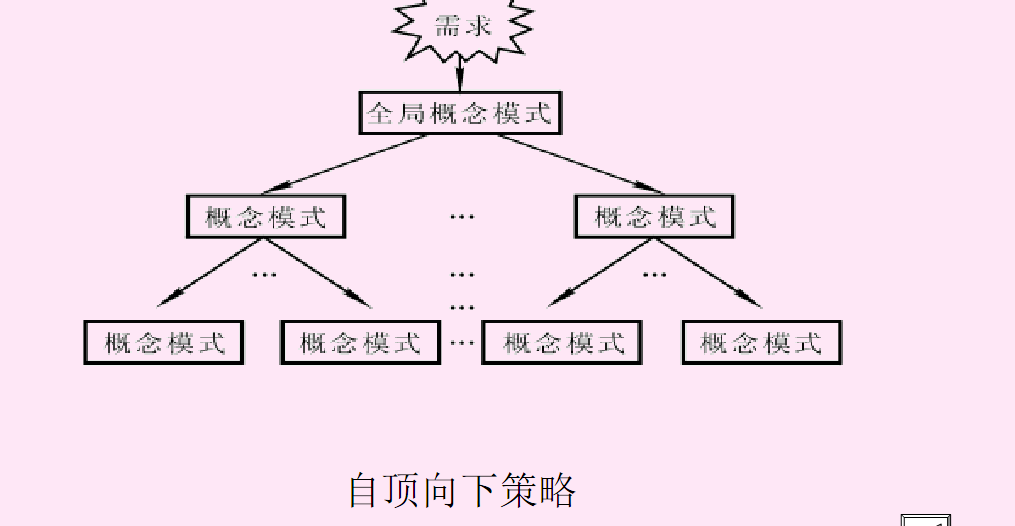 需求
全局概念模式
概念模式 … 概念模式
… … …
…
概念模式 概念模式 … 概念模式 概念模式
自顶向下策略